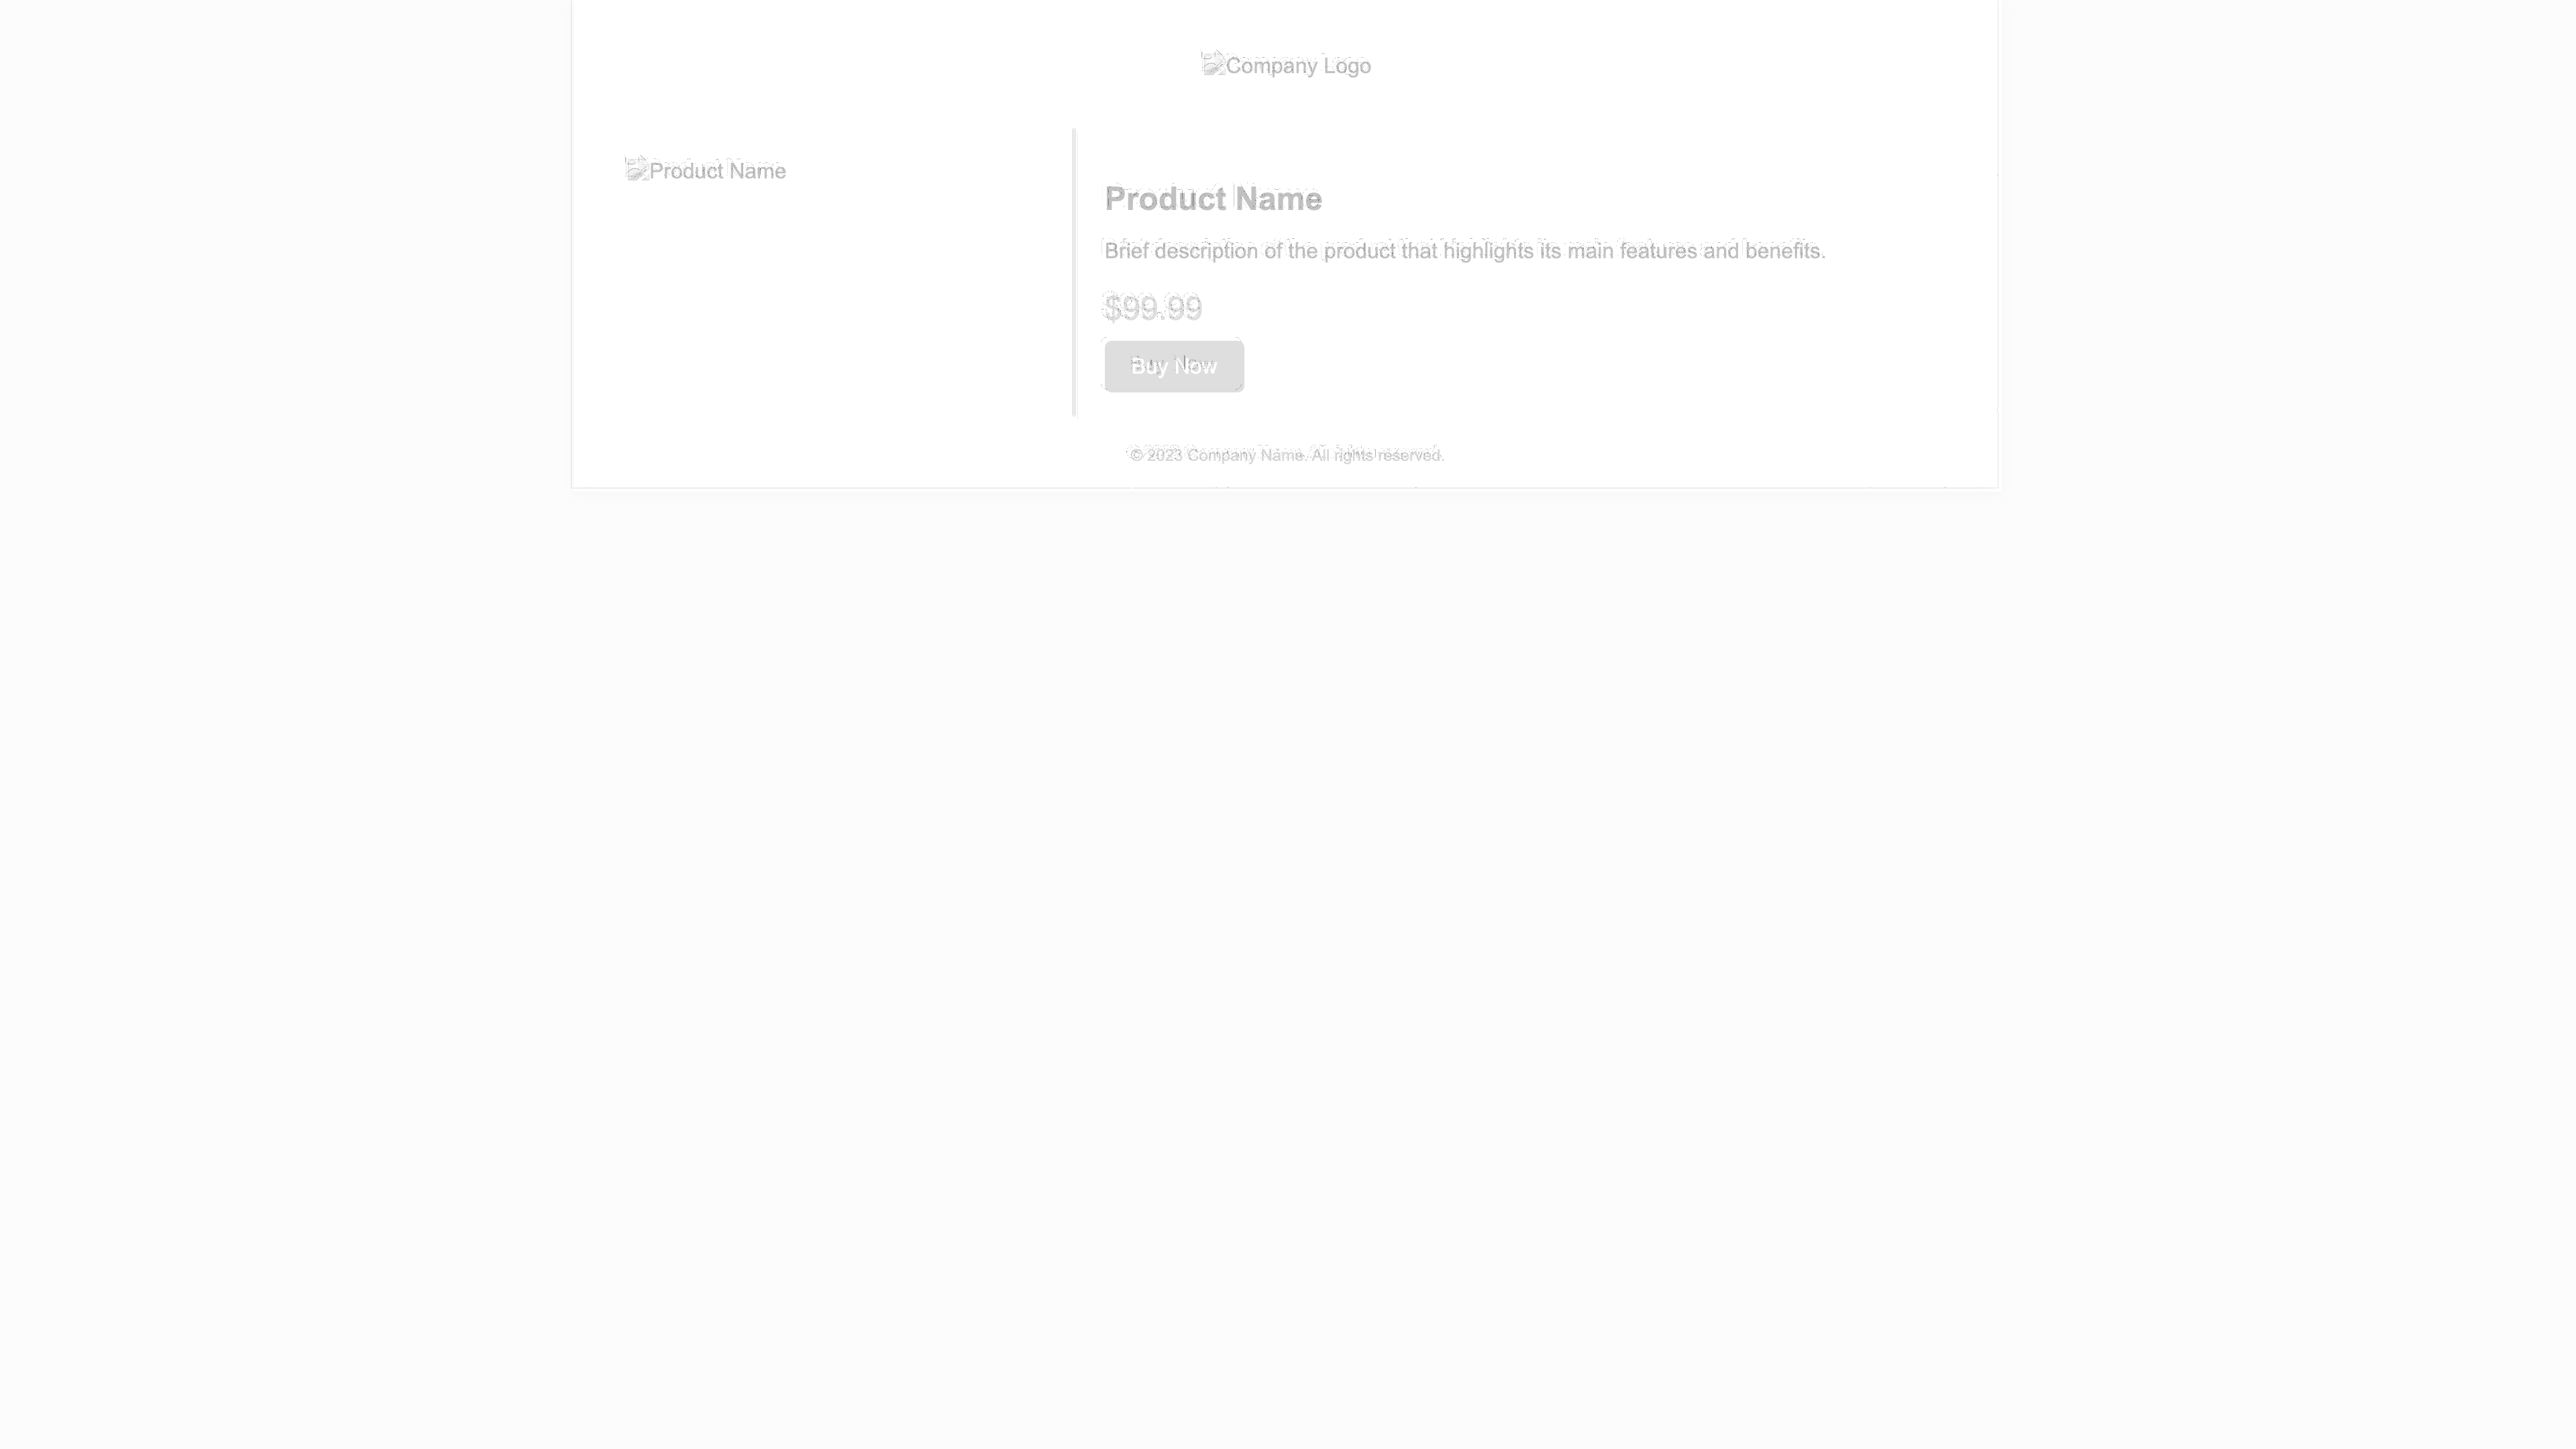 Company Logo
Product Name
Product Name
Brief description of the product that highlights its main features and benefits.
$99.99
Buy Now
© 2023 Company Name. All rights reserved.